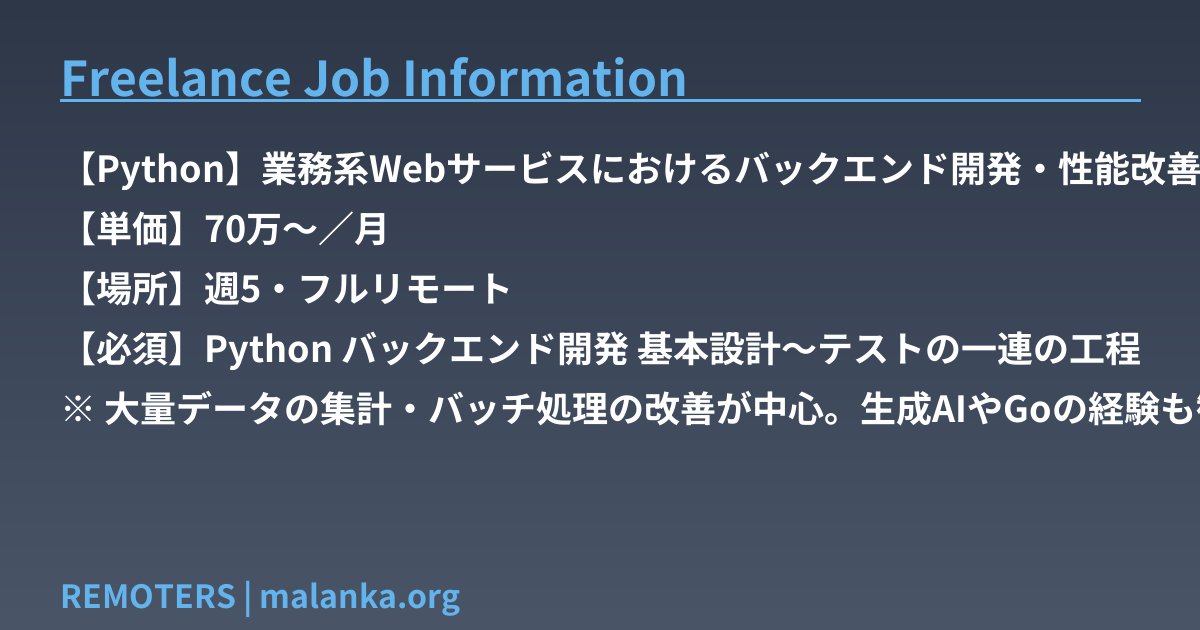 Freelance Job Information
【Python】業務系Webサービスにおけるバックエンド開発・性能改善
【単価】70万〜／月
【場所】週5・フルリモート
【必須】Python バックエンド開発 基本設計〜テストの一連の工程
※ 大量データの集計・バッチ処理の改善が中心。生成AIやGoの経験も
REMOTERS | malanka.org